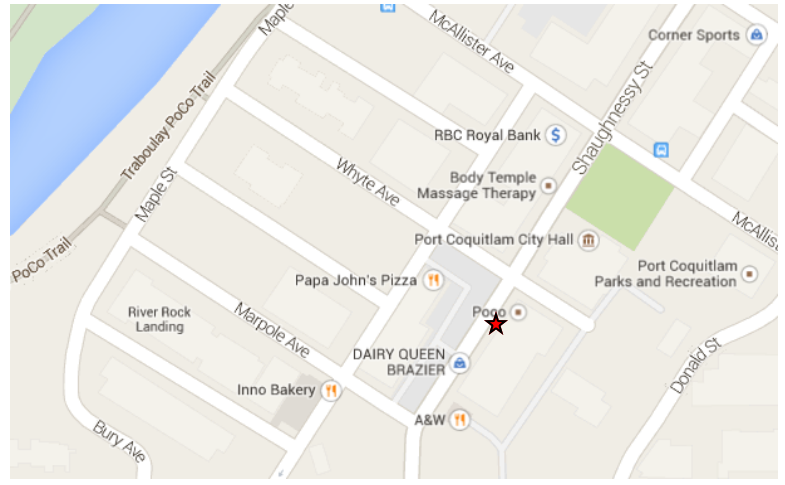 Maple
McAllister Ave
Corner Sports
Shaughnessy St
Traboulay PoCo Trail
RBC Royal Bank
Body Temple
Massage Therapy
Whyte Ave
Maple St
McAllis
PoCo Trail
Port Coquitlam City Hall
Port Coquitlam
Parks and Recreation
Papa John's Pizza
River Rock
Landing
Marpole Ave
Poco
DAIRY QUEEN
BRAZIER
Donald St
Inno Bakery
A&W
Bury Ave